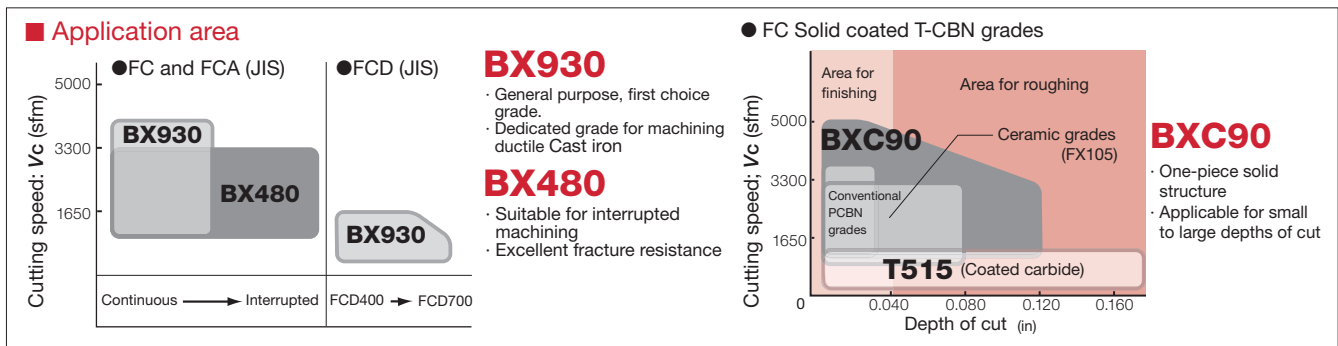 ■ Application area
●FC and FCA (JIS)
●FCD (JIS)
Cutting speed: Vc (sfm)
5000
3300
1650
BX930
BX480
BX930
Continuous → Interrupted
FCD400 → FCD700
BX930
· General purpose, first choice
grade.
· Dedicated grade for machining
ductile Cast iron
BX480
· Suitable for interrupted
machining
· Excellent fracture resistance
● FC Solid coated T-CBN grades
Cutting speed; Vc (sfm)
5000
3300
1650
0
Area for
finishing
Area for roughing
BXC90
Ceramic grades
(FX105)
Conventional
PCBN
grades
T515 (Coated carbide)
0.040
0.080
0.120
0.160
Depth of cut (in)
BXC90
· One-piece solid
structure
· Applicable for small
to large depths of cut